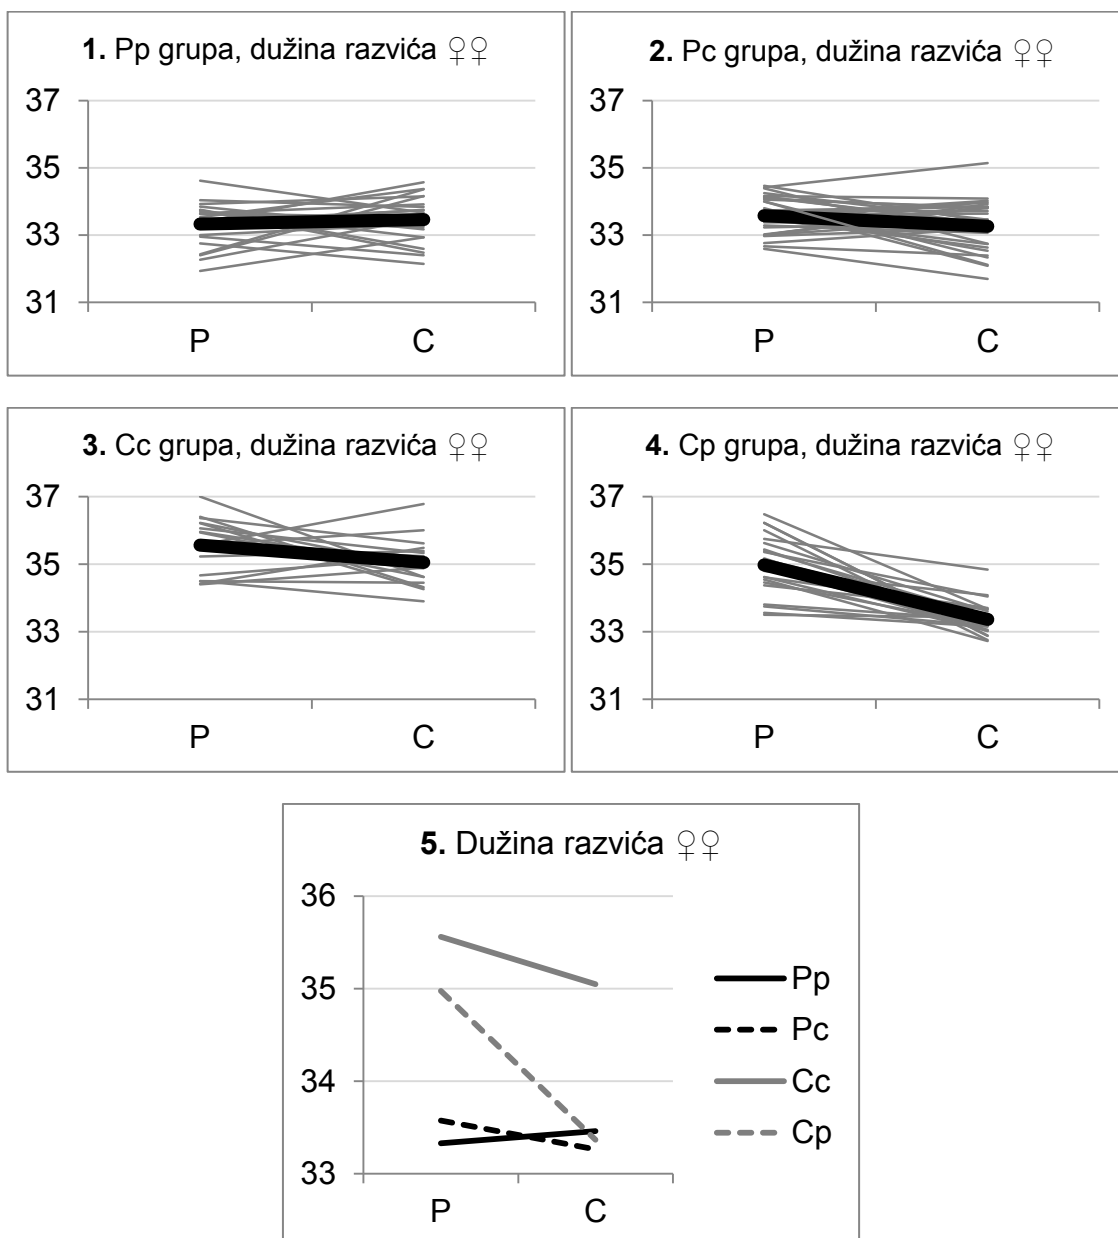 1. Pp grupa, dužina razvića ♀♀
37
35
33
31
P C
2. Pc grupa, dužina razvića ♀♀
37
35
33
31
P C
3. Cc grupa, dužina razvića ♀♀
37
35
33
31
P C
4. Cp grupa, dužina razvića ♀♀
37
35
33
31
P C
5. Dužina razvića ♀♀
36
35
34
33
P C
Pp
Pc
Cc
Cp